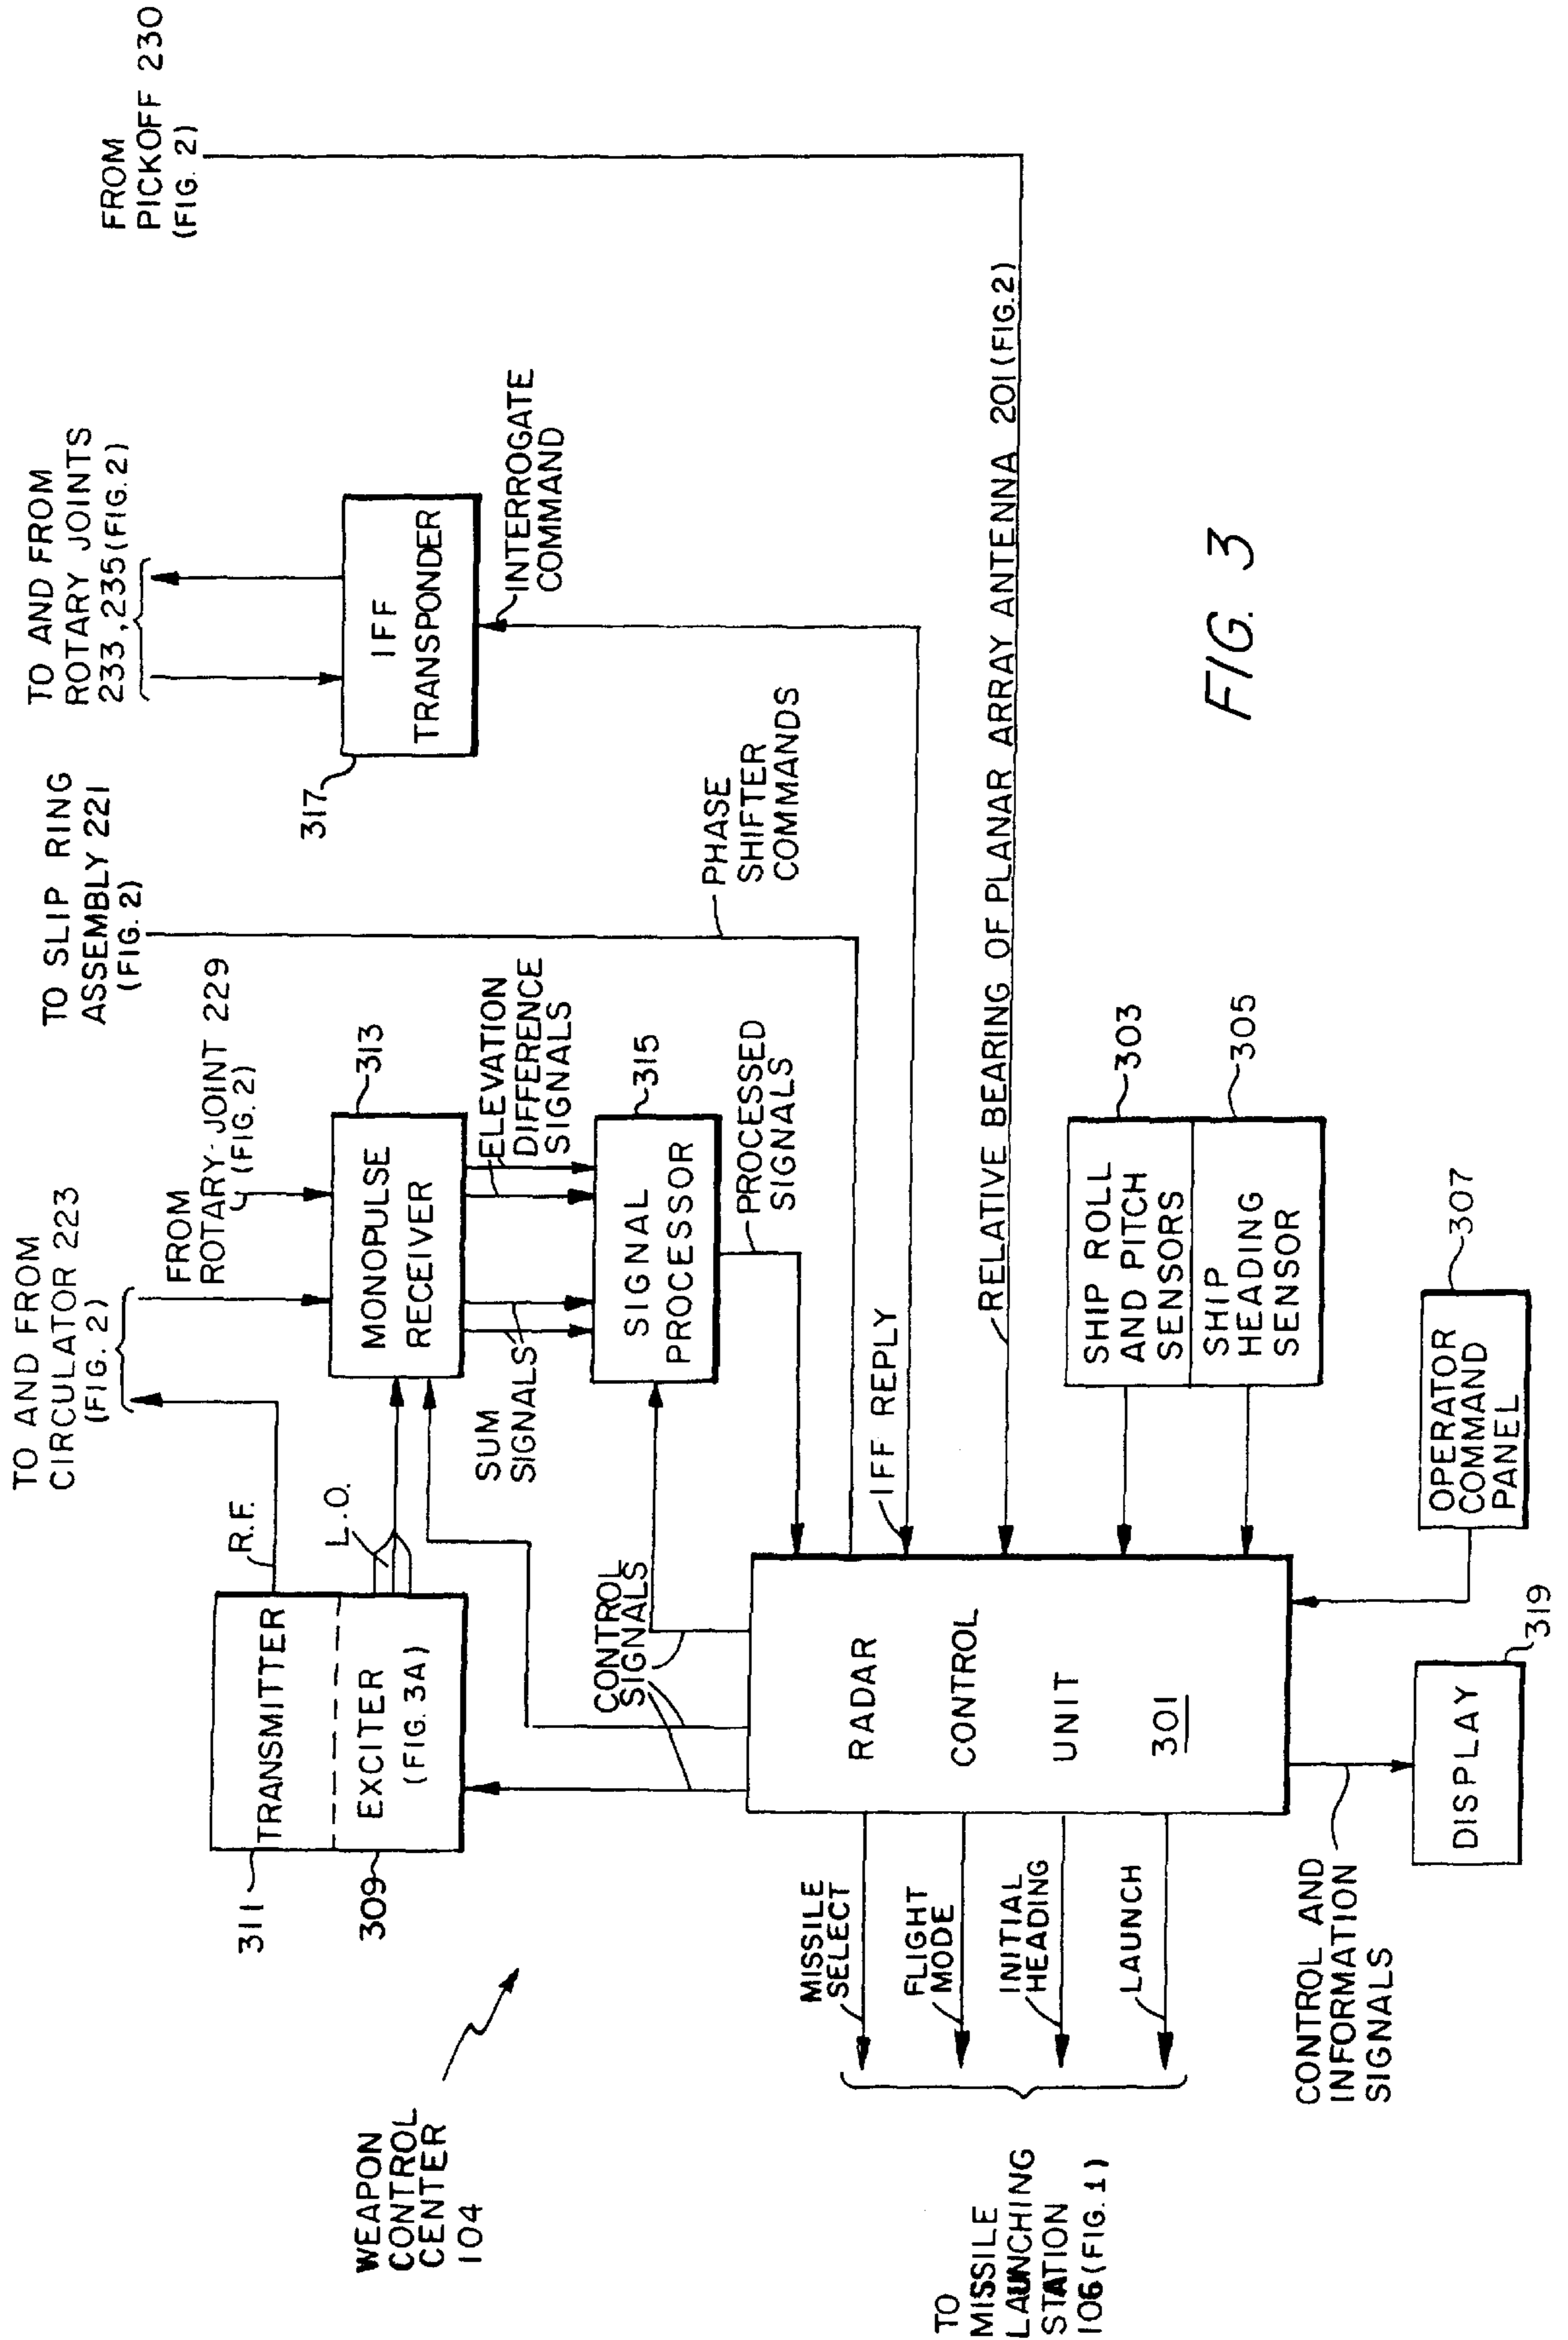 TO AND FROM
CIRCULATOR 223
(FIG. 2)
FROM
ROTARY-JOINT 229
(FIG. 2)
TO SLIP RING
ASSEMBLY 221
(FIG. 2)
TO AND FROM
ROTARY JOINTS
233, 235 (FIG. 2)
FROM
PICKOFF 230
(FIG. 2)
WEAPON
CONTROL
CENTER
104
311
TRANSMITTER
309
EXCITER
(FIG. 3A)
R.F.
L.O.
313
MONOPULSE
RECEIVER
SUM
SIGNALS
ELEVATION
DIFFERENCE
SIGNALS
315
SIGNAL
PROCESSOR
PROCESSED
SIGNALS
317
IFF
TRANSPONDER
INTERROGATE
COMMAND
PHASE
SHIFTER
COMMANDS
CONTROL
SIGNALS
IFF REPLY
RELATIVE BEARING OF PLANAR ARRAY ANTENNA 201 (FIG. 2)
RADAR
CONTROL
UNIT
301
303
SHIP ROLL
AND PITCH
SENSORS
305
SHIP
HEADING
SENSOR
307
OPERATOR
COMMAND
PANEL
319
DISPLAY
CONTROL AND
INFORMATION
SIGNALS
MISSILE
SELECT
FLIGHT
MODE
INITIAL
HEADING
LAUNCH
TO
MISSILE
LAUNCHING
STATION
106 (FIG. 1)
FIG. 3